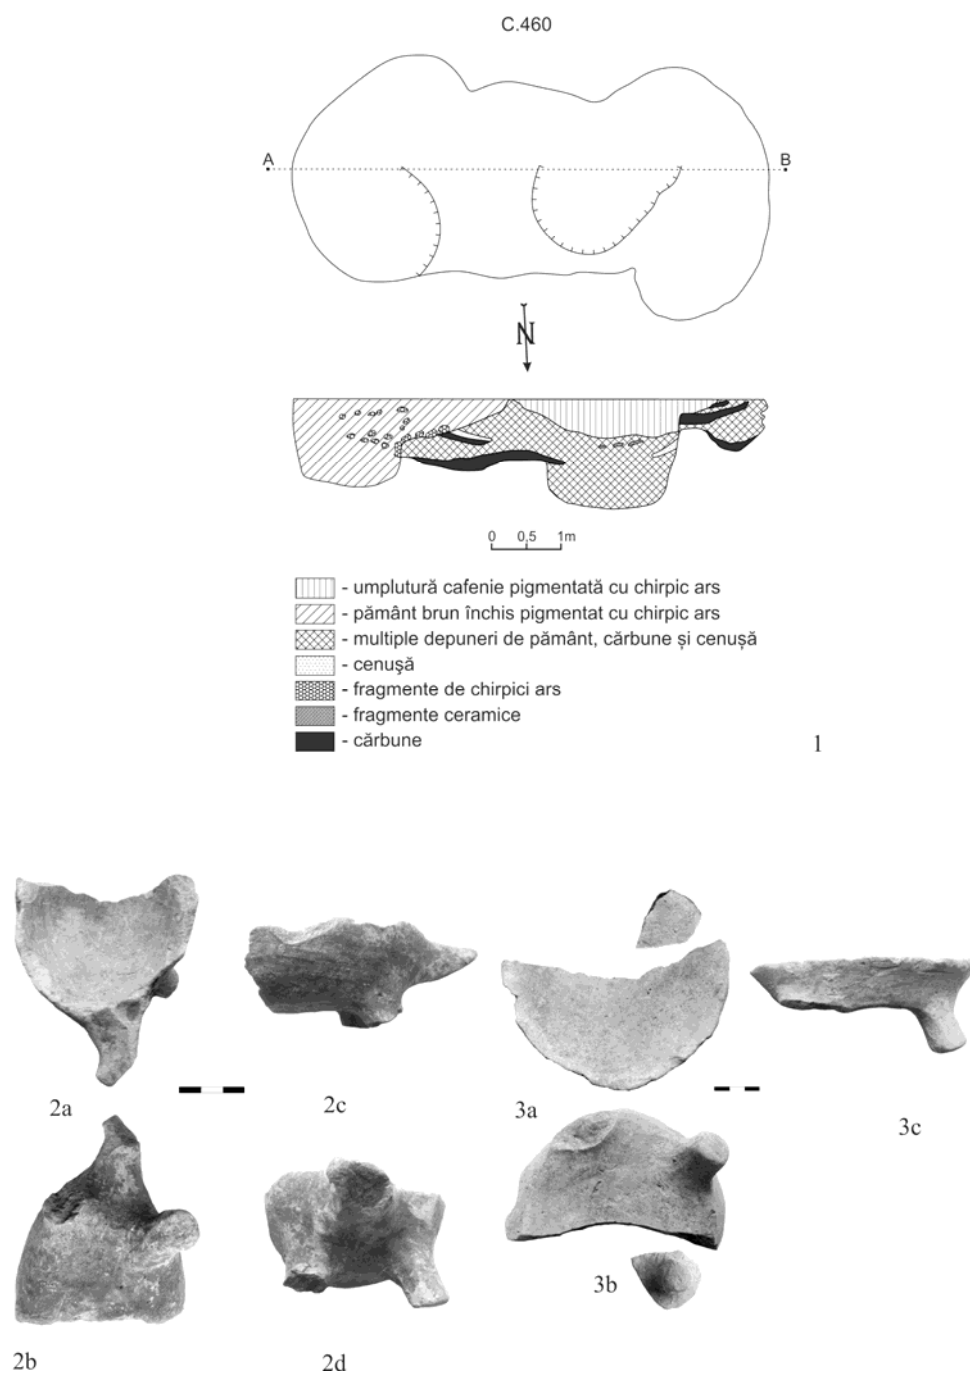 C.460
A
B
N
0 0,5 1m
- umplutură cafenie pigmentată cu chirpic ars
- pământ brun închis pigmentat cu chirpic ars
- multiple depuneri de pământ, cărbune și cenușă
- cenuşă
- fragmente de chirpici ars
- fragmente ceramice
- cărbune
1
2a
2c
3a
3c
2b
2d
3b